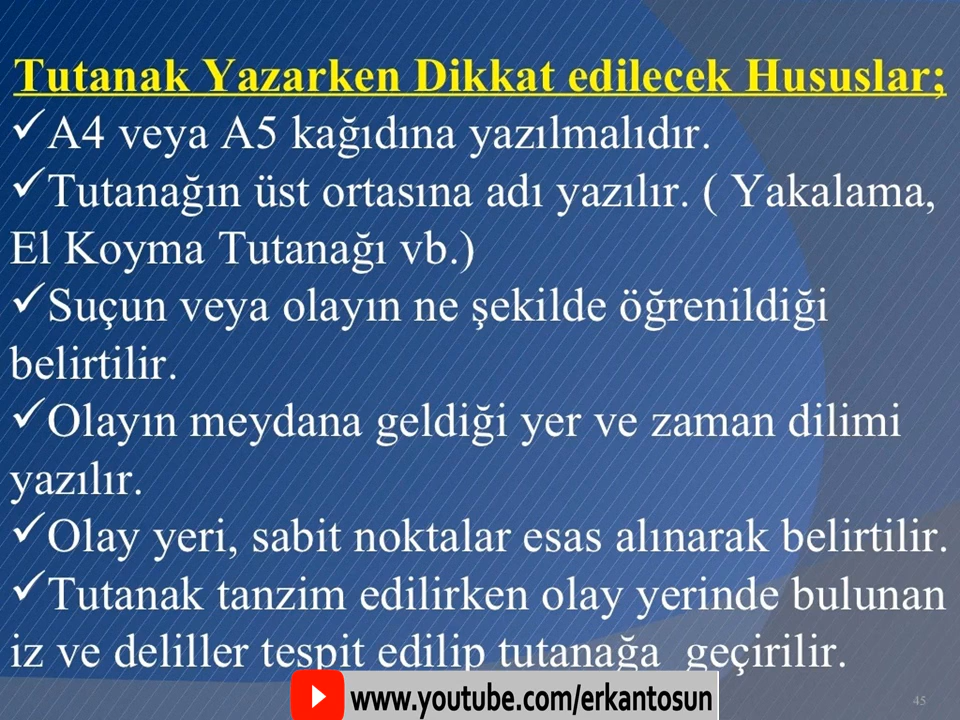 Tutanak Yazarken Dikkat edilecek Hususlar;
✓A4 veya A5 kağıdına yazılmalıdır.
✓Tutanağın üst ortasına adı yazılır. ( Yakalama,
El Koyma Tutanağı vb.)
✓Suçun veya olayın ne şekilde öğrenildiği
belirtilir.
✓Olayın meydana geldiği yer ve zaman dilimi
yazılır.
✓Olay yeri, sabit noktalar esas alınarak belirtilir.
✓Tutanak tanzim edilirken olay yerinde bulunan
iz ve deliller tespit edilip tutanağa  geçirilir.
www.youtube.com/erkantosun
45